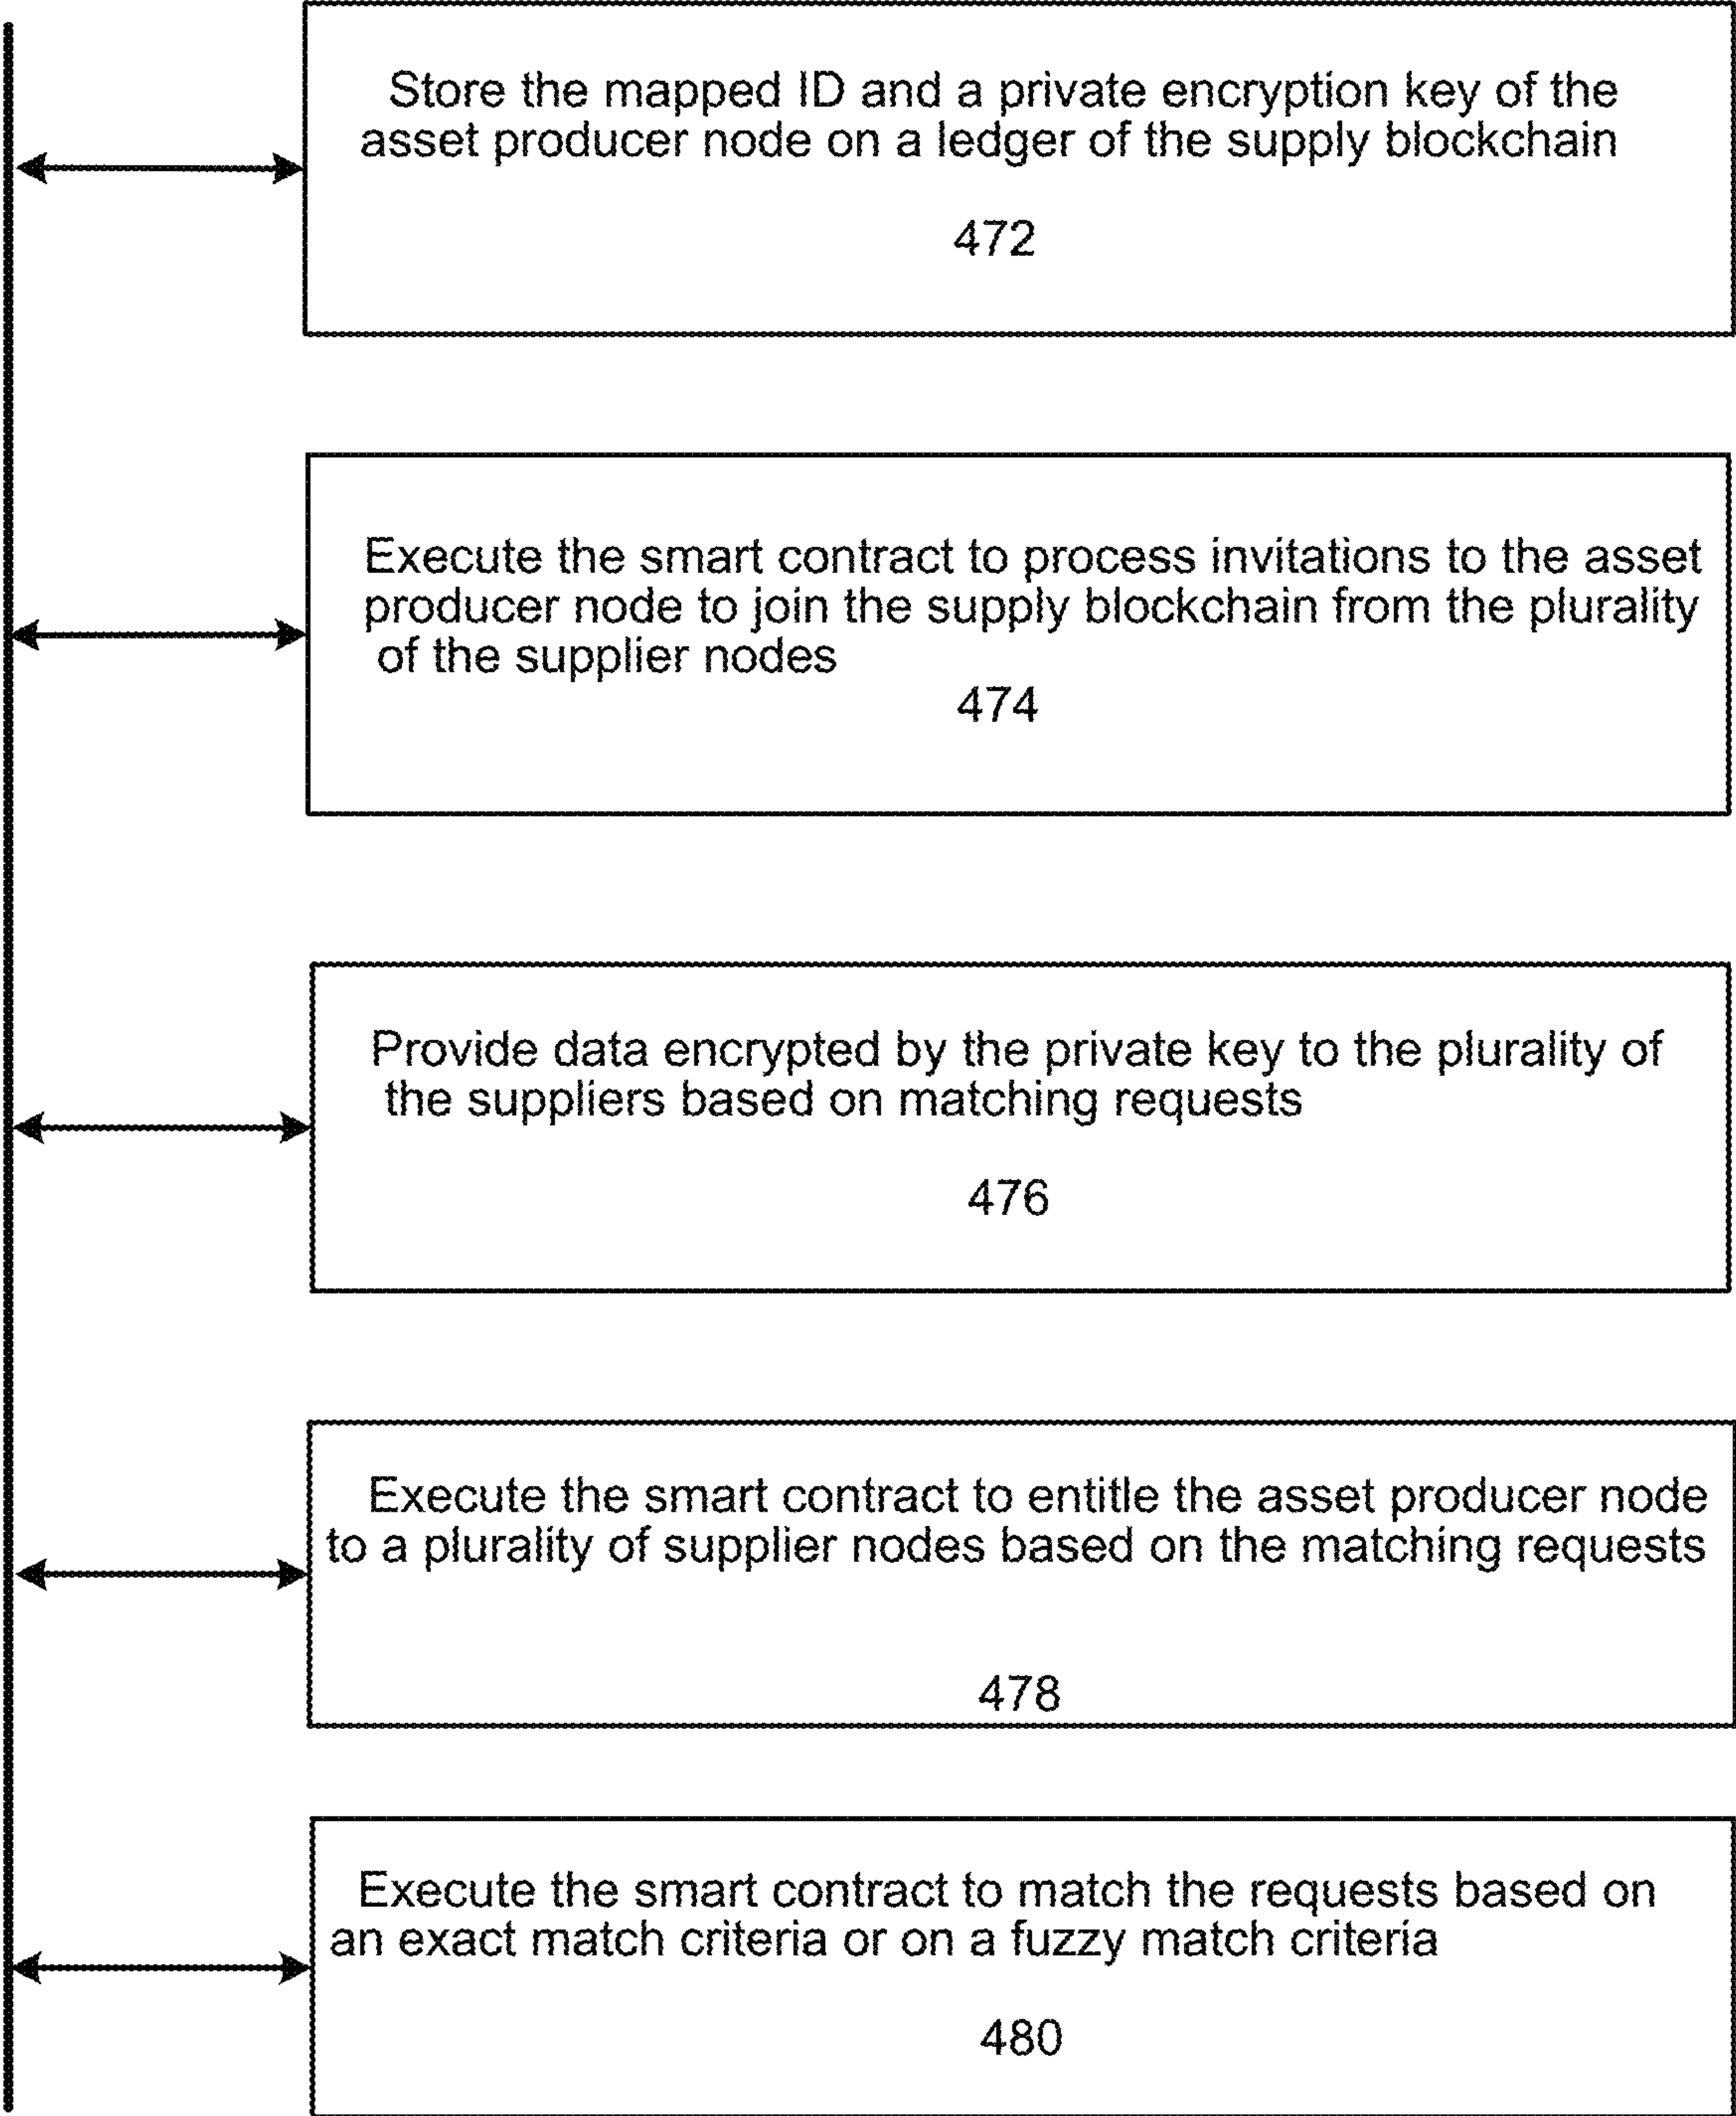 Store the mapped ID and a private encryption key of the
asset producer node on a ledger of the supply blockchain
472
Execute the smart contract to process invitations to the asset
producer node to join the supply blockchain from the plurality
of the supplier nodes
474
Provide data encrypted by the private key to the plurality of
the suppliers based on matching requests
476
Execute the smart contract to entitle the asset producer node
to a plurality of supplier nodes based on the matching requests
478
Execute the smart contract to match the requests based on
an exact match criteria or on a fuzzy match criteria
480